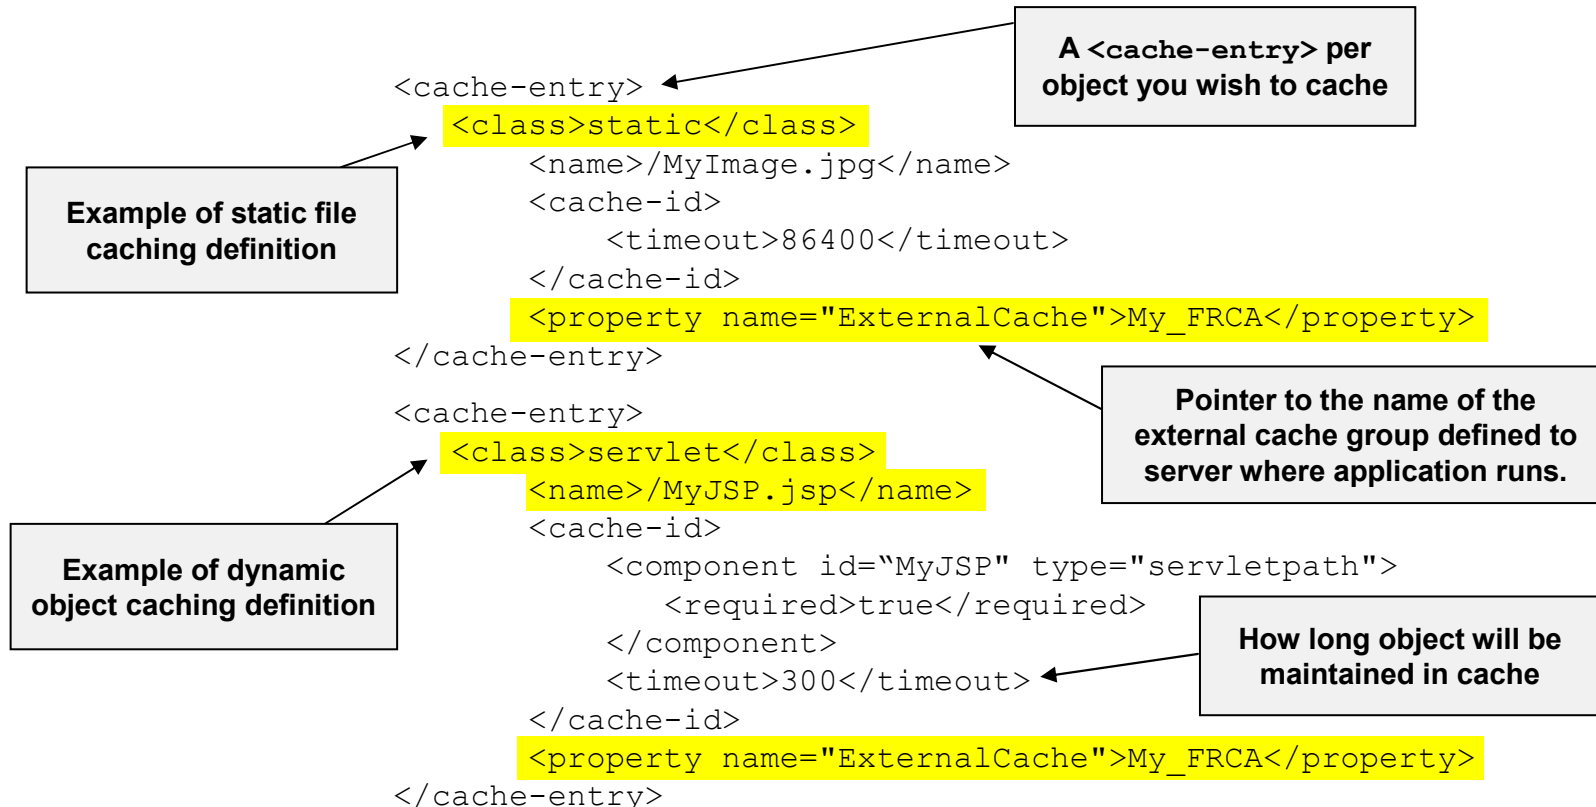 A <cache-entry> per
object you wish to cache
<cache-entry>
<class>static</class>
<name>/MyImage.jpg</name>
<cache-id>
<timeout>86400</timeout>
</cache-id>
<property name="ExternalCache">My_FRCA</property>
</cache-entry>
Example of static file
caching definition
Pointer to the name of the
external cache group defined to
server where application runs.
<cache-entry>
<class>servlet</class>
<name>/MyJSP.jsp</name>
<cache-id>
<component id=“MyJSP" type="servletpath">
<required>true</required>
</component>
<timeout>300</timeout>
</cache-id>
<property name="ExternalCache">My_FRCA</property>
</cache-entry>
Example of dynamic
object caching definition
How long object will be
maintained in cache